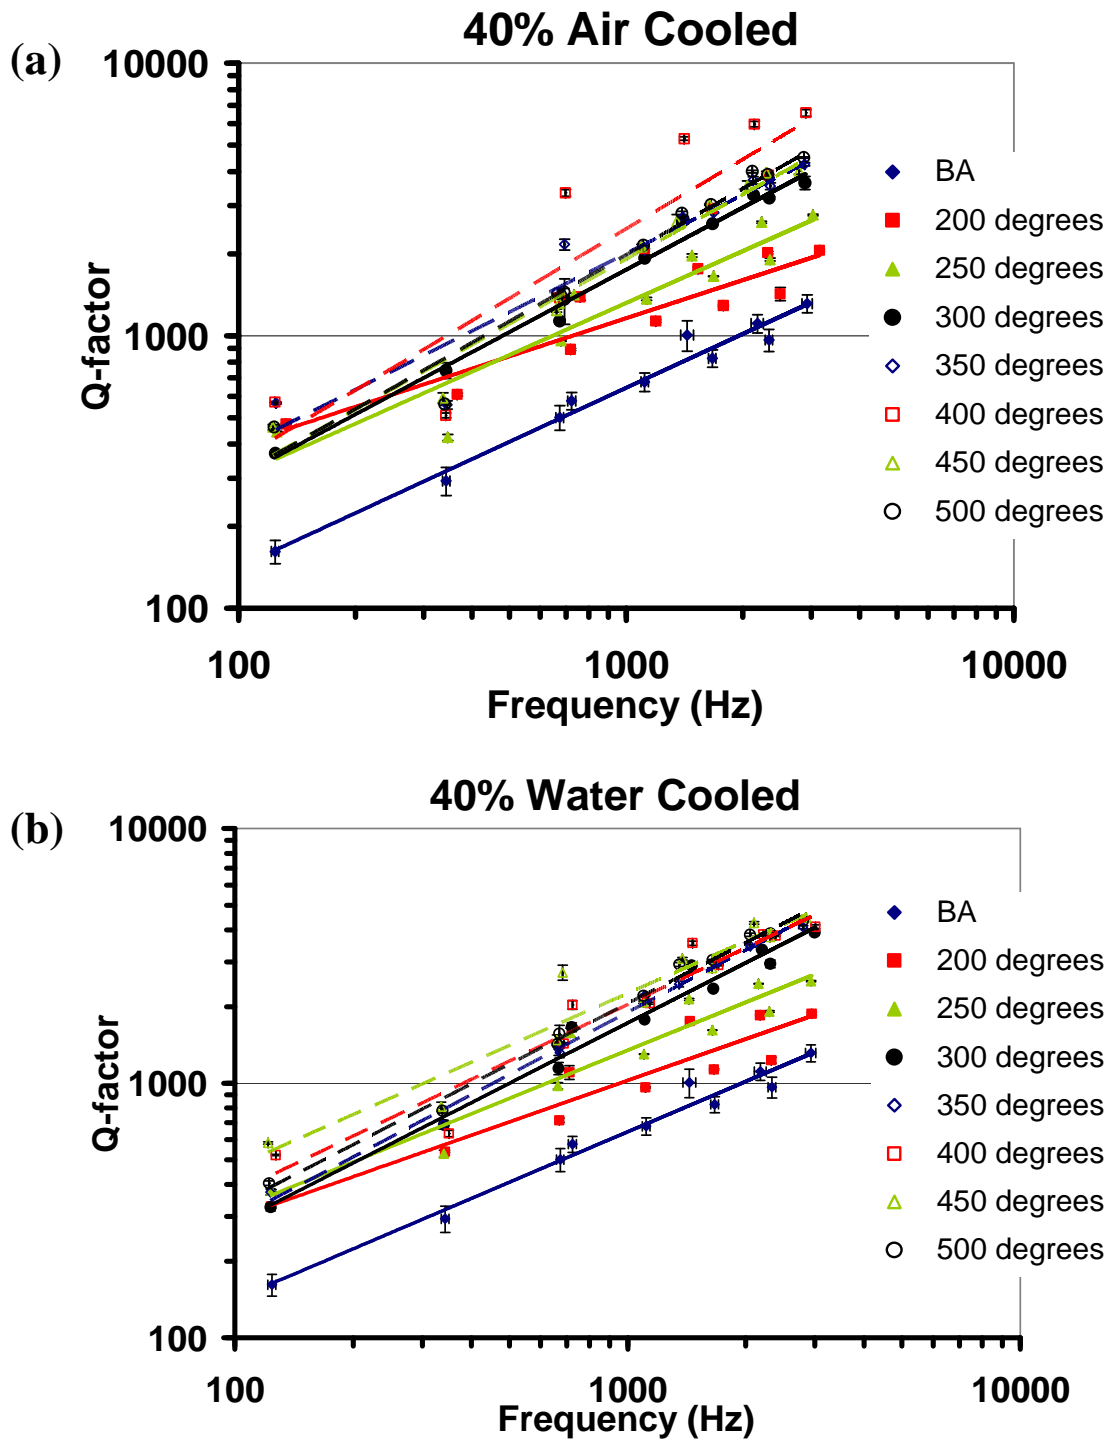 40% Air Cooled
(a)
10000
1000
100
Q-factor
100
1000
10000
Frequency (Hz)
BA
200 degrees
250 degrees
300 degrees
350 degrees
400 degrees
450 degrees
500 degrees
40% Water Cooled
(b)
10000
1000
100
Q-factor
100
1000
10000
Frequency (Hz)
BA
200 degrees
250 degrees
300 degrees
350 degrees
400 degrees
450 degrees
500 degrees